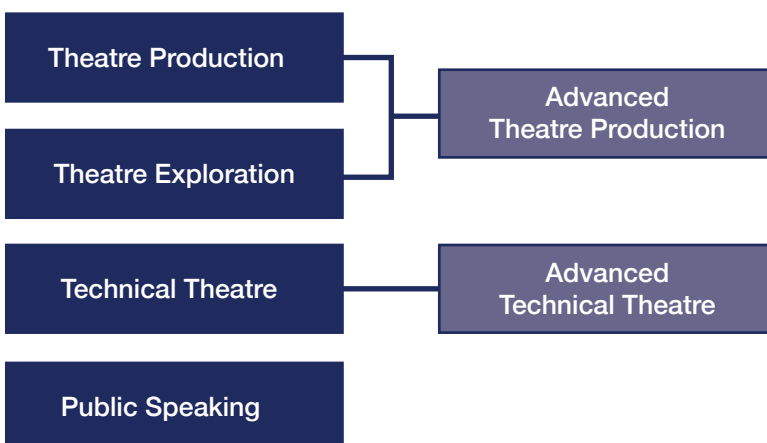 Theatre Production
Advanced
Theatre Production
Theatre Exploration
Technical Theatre
Advanced
Technical Theatre
Public Speaking